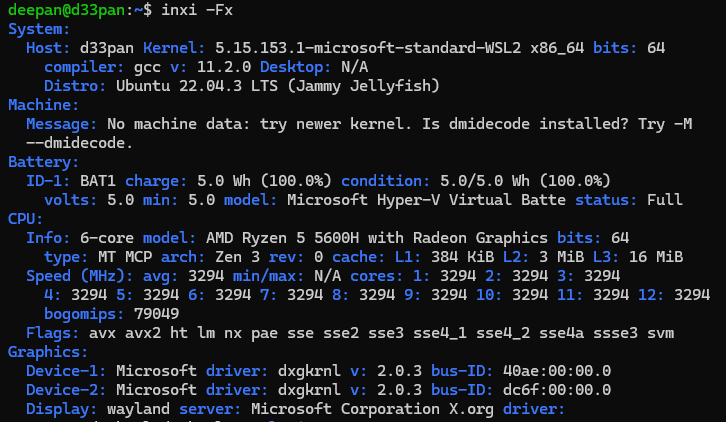 deepan@d33pan:~$ inxi -Fx
System:
Host: d33pan Kernel: 5.15.153.1-microsoft-standard-WSL2 x86_64 bits: 64
compiler: gcc v: 11.2.0 Desktop: N/A
Distro: Ubuntu 22.04.3 LTS (Jammy Jellyfish)
Machine:
Message: No machine data: try newer kernel. Is dmidecode installed? Try -M
--dmidecode.
Battery:
ID-1: BAT1 charge: 5.0 Wh (100.0%) condition: 5.0/5.0 Wh (100.0%)
volts: 5.0 min: 5.0 model: Microsoft Hyper-V Virtual Batte status: Full
CPU:
Info: 6-core model: AMD Ryzen 5 5600H with Radeon Graphics bits: 64
type: MT MCP arch: Zen 3 rev: 0 cache: L1: 384 KiB L2: 3 MiB L3: 16 MiB
Speed (MHz): avg: 3294 min/max: N/A cores: 1: 3294 2: 3294 3: 3294
4: 3294 5: 3294 6: 3294 7: 3294 8: 3294 9: 3294 10: 3294 11: 3294 12: 3294
bogomips: 79049
Flags: avx avx2 ht lm nx pae sse sse2 sse3 sse4_1 sse4_2 sse4a ssse3 svm
Graphics:
Device-1: Microsoft driver: dxgkrnl v: 2.0.3 bus-ID: 40ae:00:00.0
Device-2: Microsoft driver: dxgkrnl v: 2.0.3 bus-ID: dc6f:00:00.0
Display: wayland server: Microsoft Corporation X.org driver: